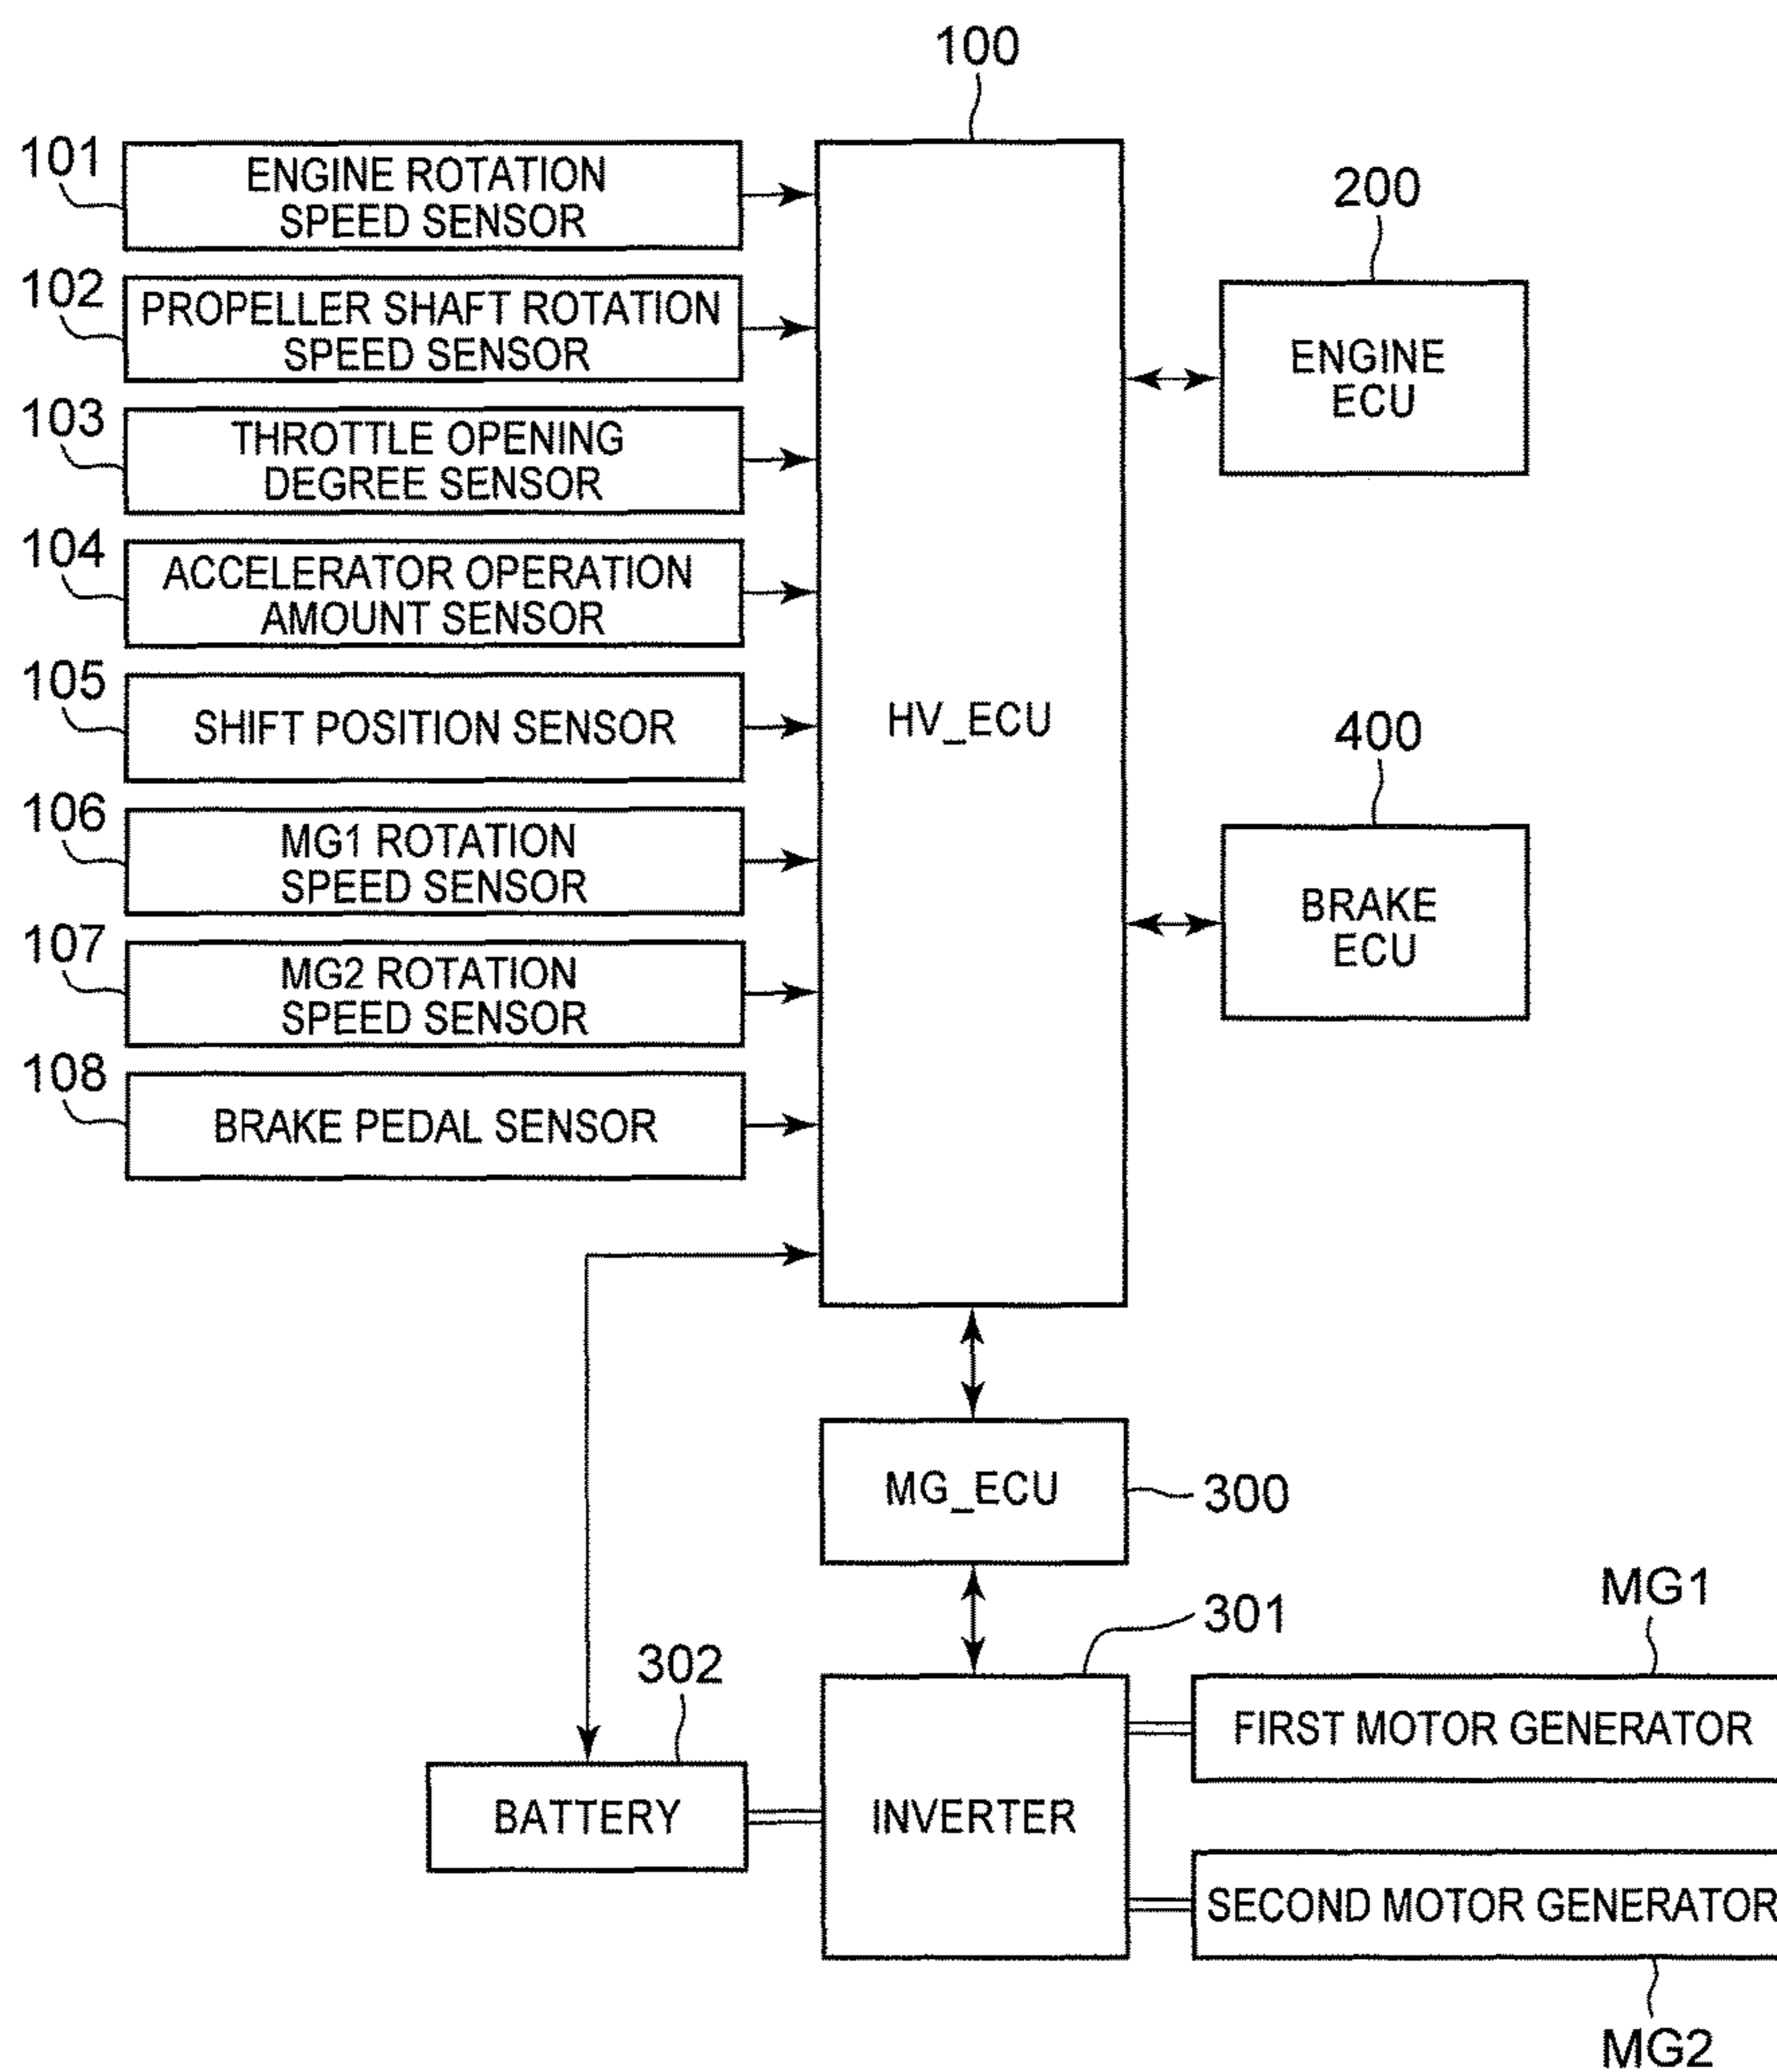 100
101
ENGINE ROTATION
SPEED SENSOR
102
PROPELLER SHAFT ROTATION
SPEED SENSOR
103
THROTTLE OPENING
DEGREE SENSOR
104
ACCELERATOR OPERATION
AMOUNT SENSOR
105
SHIFT POSITION SENSOR
106
MG1 ROTATION
SPEED SENSOR
107
MG2 ROTATION
SPEED SENSOR
108
BRAKE PEDAL SENSOR
HV_ECU
200
ENGINE
ECU
400
BRAKE
ECU
MG_ECU
300
301
INVERTER
302
BATTERY
MG1
FIRST MOTOR GENERATOR
SECOND MOTOR GENERATOR
MG2